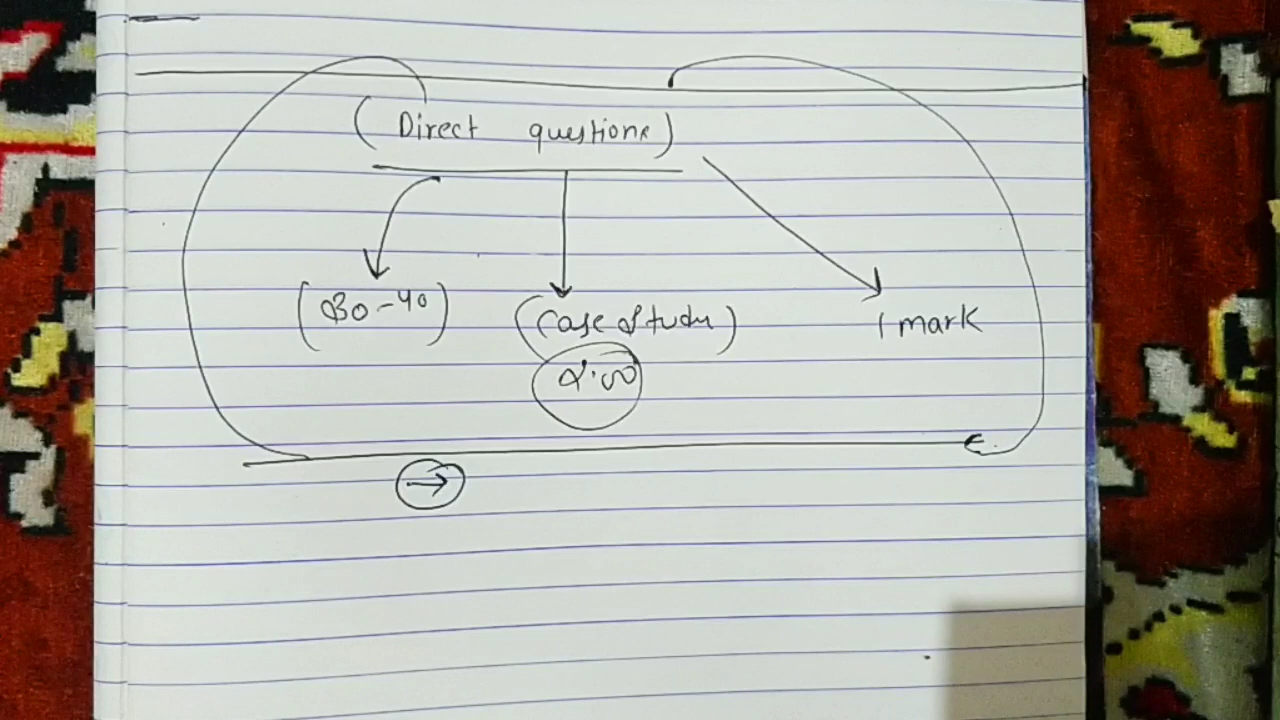 (Direct questions)
(30-40) (case study) 1 mark